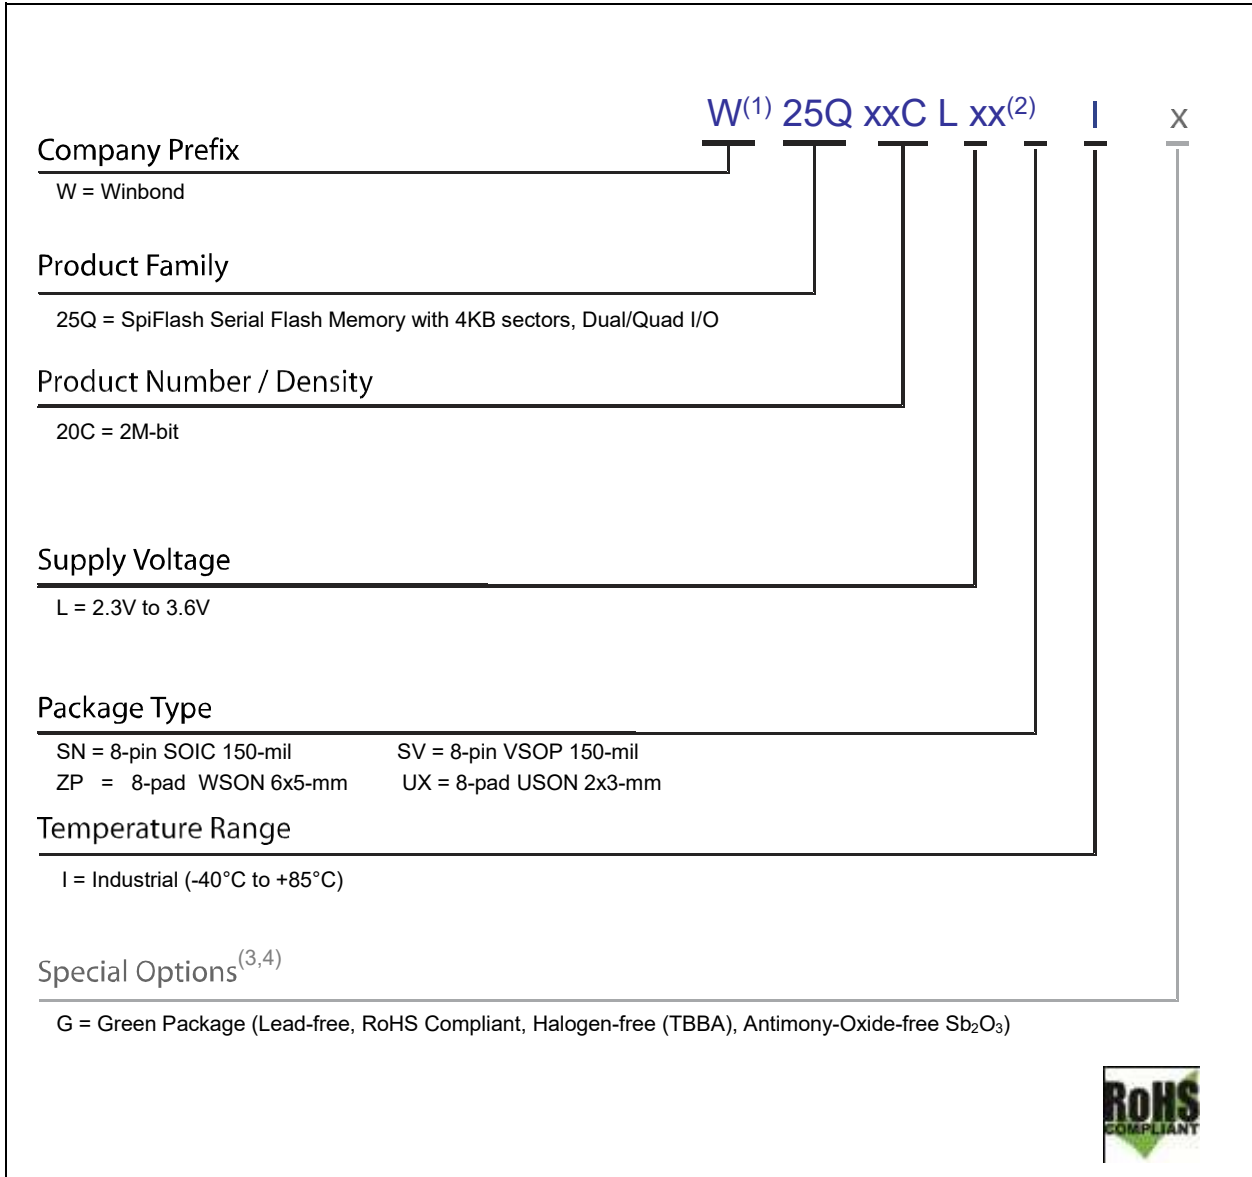 W(1) 25Q xxC L xx(2) I x
Company Prefix
W = Winbond
Product Family
25Q = SpiFlash Serial Flash Memory with 4KB sectors, Dual/Quad I/O
Product Number / Density
20C = 2M-bit
Supply Voltage
L = 2.3V to 3.6V
Package Type
SN = 8-pin SOIC 150-mil SV = 8-pin VSOP 150-mil
ZP = 8-pad WSON 6x5-mm UX = 8-pad USON 2x3-mm
Temperature Range
I = Industrial (-40°C to +85°C)
Special Options(3,4)
G = Green Package (Lead-free, RoHS Compliant, Halogen-free (TBBA), Antimony-Oxide-free Sb₂O₃)
RoHS
COMPLIANT